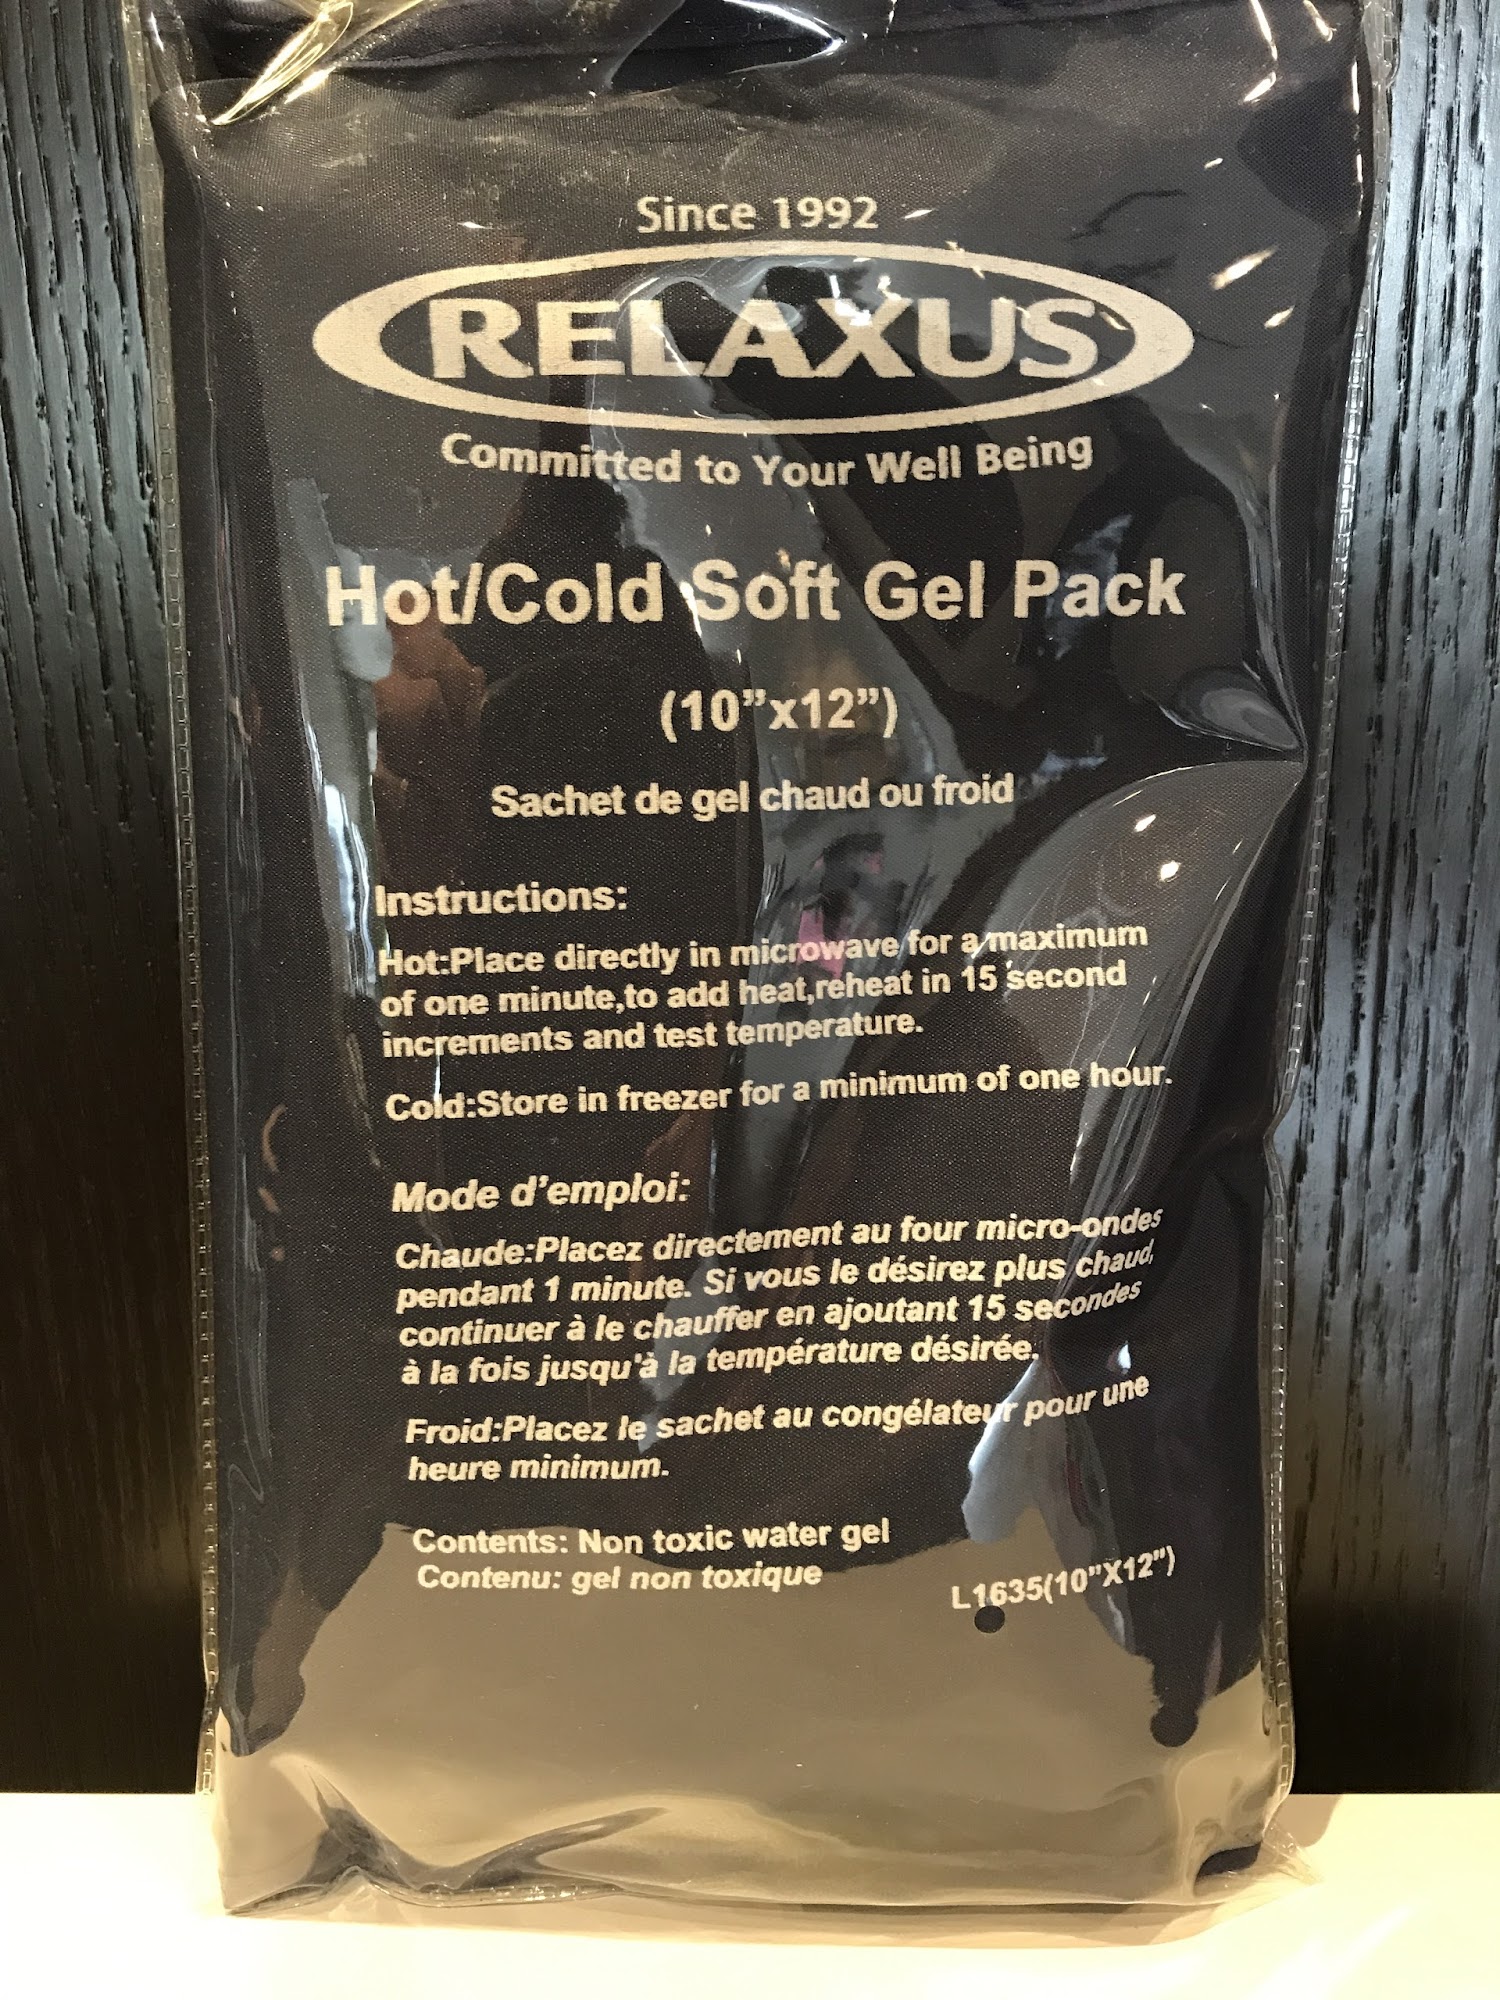 Since 1992
RELAXUS
Committed to Your Well Being
Hot/Cold Soft Gel Pack
(10”x12”)
Sachet de gel chaud ou froid
Instructions:
Hot:Place directly in microwave for a maximum
of one minute,to add heat,reheat in 15 second
increments and test temperature.
Cold:Store in freezer for a minimum of one hour.
Mode d’emploi:
Chaude:Placez directement au four micro-ondes
pendant 1 minute. Si vous le désirez plus chaud,
continuer à le chauffer en ajoutant 15 secondes
à la fois jusqu'à la température désirée.
Froid:Placez le sachet au congélateur pour une
heure minimum.
Contents: Non toxic water gel
Contenu: gel non toxique
L1635(10"X12")